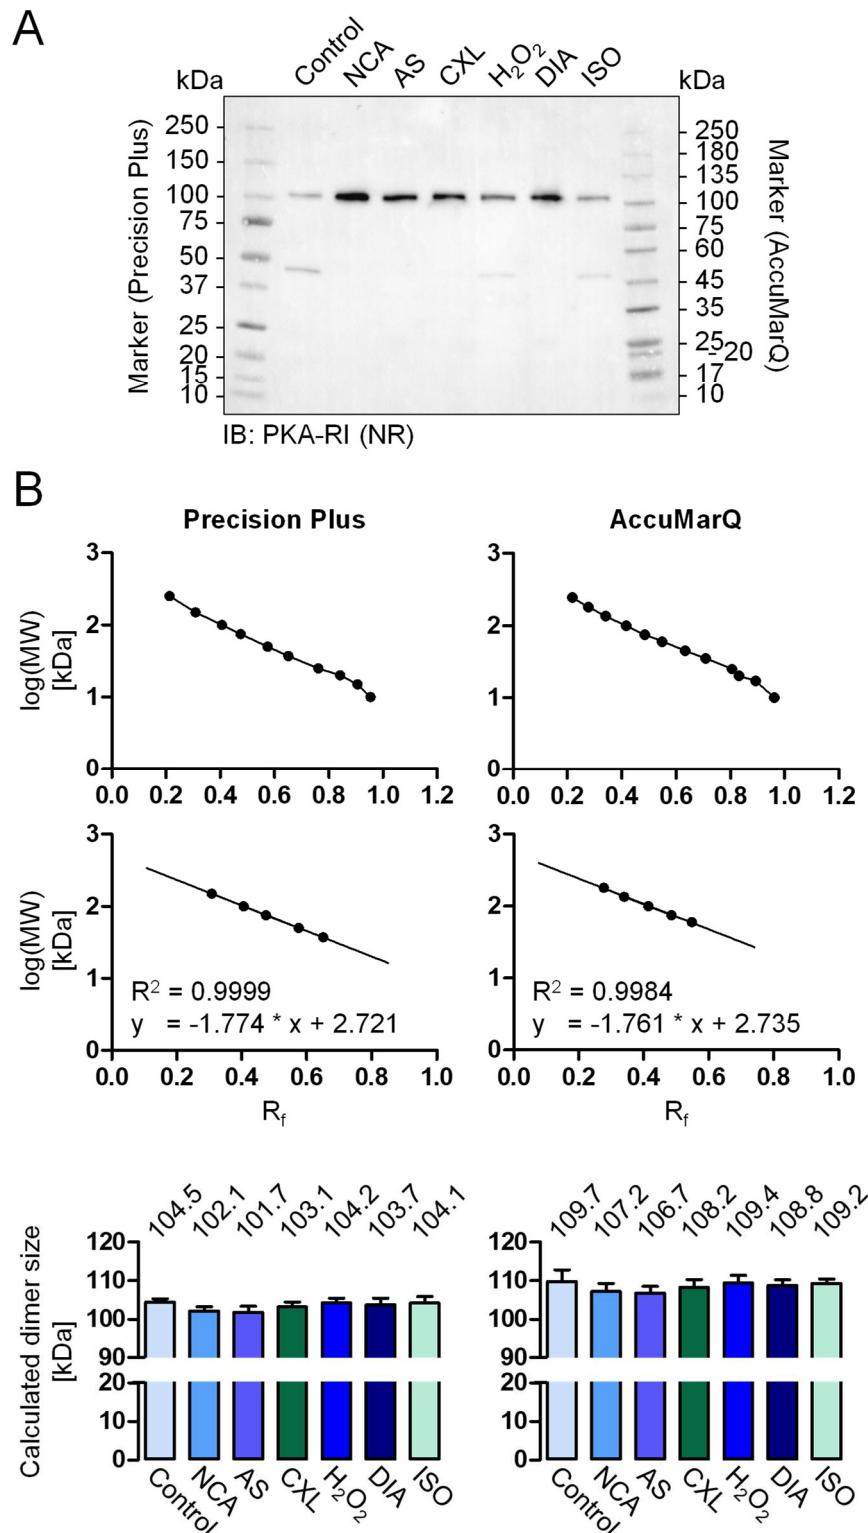 A
Control NCA AS CXL H₂O₂ DIA ISO
kDa kDa
Marker (Precision Plus)
250
150
100
75
50
37
25
20
15
10
250
180
135
100
75
60
45
35
25
20
17
10
Marker (AccuMarQ)
IB: PKA-RI (NR)
B
Precision Plus AccuMarQ
log(MW)
[kDa]
3
2
1
0
0.0 0.2 0.4 0.6 0.8 1.0 1.2
3
2
1
0
0.0 0.2 0.4 0.6 0.8 1.0 1.2
log(MW)
[kDa]
3
2
1
0
R² = 0.9999
y = -1.774 * x + 2.721
0.0 0.2 0.4 0.6 0.8 1.0
Rf
3
2
1
0
R² = 0.9984
y = -1.761 * x + 2.735
0.0 0.2 0.4 0.6 0.8 1.0
Rf
Calculated dimer size
[kDa]
104.5 102.1 101.7 103.1 104.2 103.7 104.1
120
110
100
90
20
10
0
Control NCA AS CXL H₂O₂ DIA ISO
109.7 107.2 106.7 108.2 109.4 108.8 109.2
120
110
100
90
20
10
0
Control NCA AS CXL H₂O₂ DIA ISO